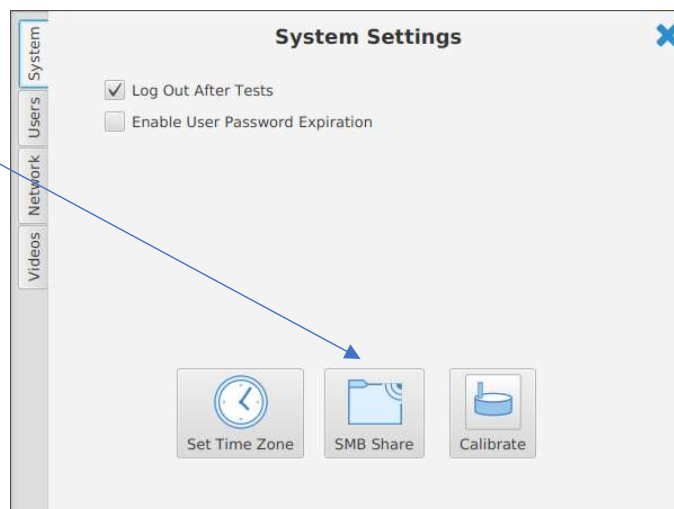 System Settings
System
Users
Network
Videos
Log Out After Tests
Enable User Password Expiration
Set Time Zone
SMB Share
Calibrate